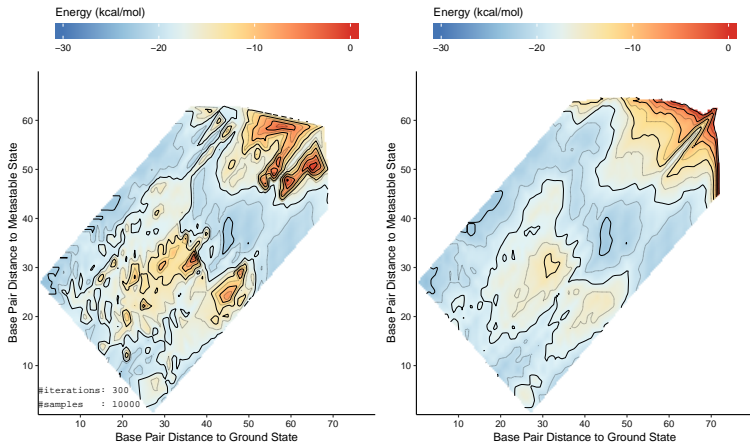 Energy (kcal/mol)
−30 −20 −10 0
Base Pair Distance to Metastable State
60
50
40
30
20
10
#iterations: 300
#samples   : 10000
10 20 30 40 50 60 70
Base Pair Distance to Ground State
Energy (kcal/mol)
−30 −20 −10 0
Base Pair Distance to Metastable State
60
50
40
30
20
10
10 20 30 40 50 60 70
Base Pair Distance to Ground State